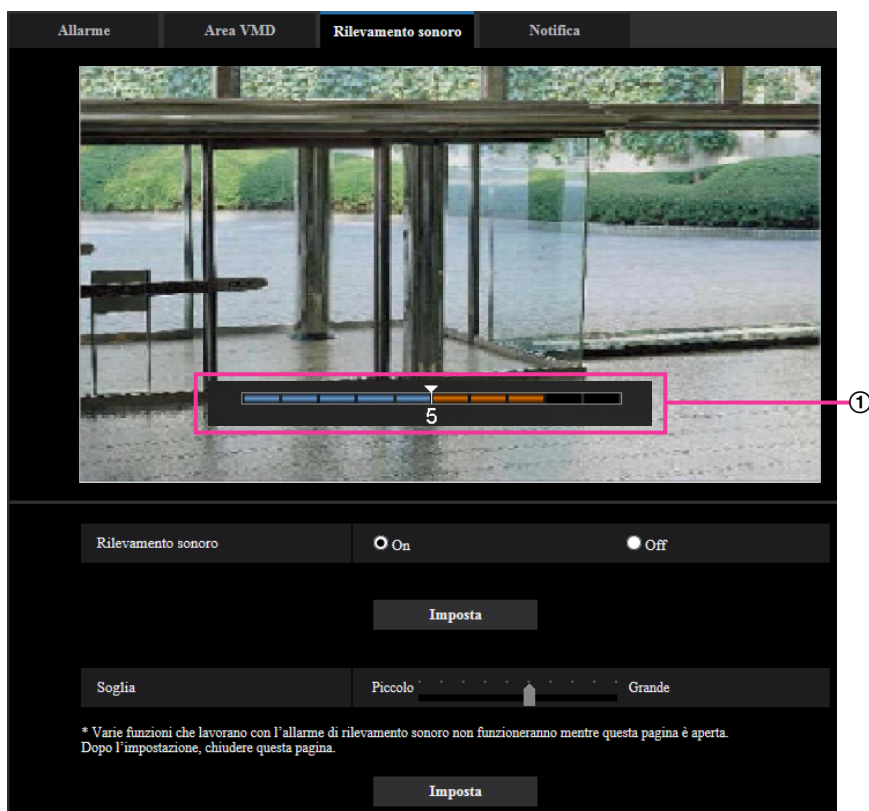 Allarme Area VMD Rilevamento sonoro Notifica
5
①
Rilevamento sonoro On Off
Imposta
Soglia Piccolo Grande
* Varie funzioni che lavorano con l'allarme di rilevamento sonoro non funzioneranno mentre questa pagina è aperta.
Dopo l'impostazione, chiudere questa pagina.
Imposta